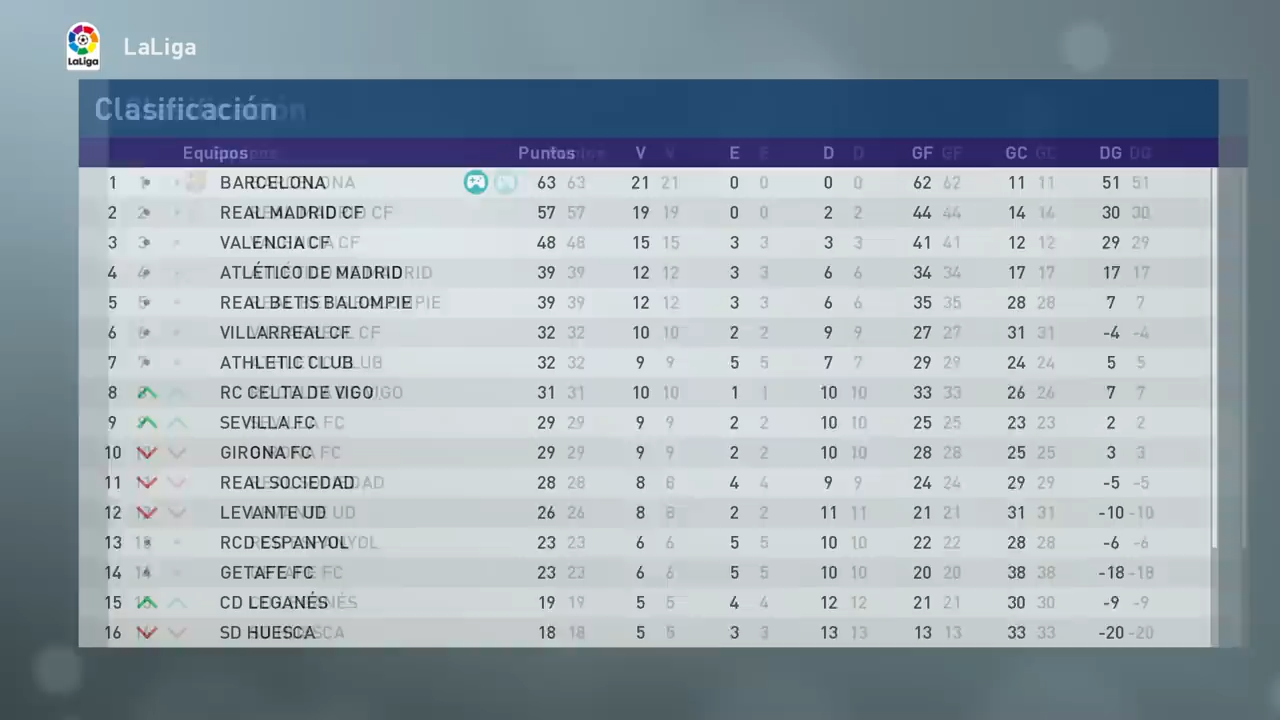 LaLiga
LaLiga
Clasificación
Equipos Puntos V E D GF GC DG
1 BARCELONA 63 21 0 0 62 11 51
2 REAL MADRID CF 57 19 0 2 44 14 30
3 VALENCIA CF 48 15 3 3 41 12 29
4 ATLÉTICO DE MADRID 39 12 3 6 34 17 17
5 REAL BETIS BALOMPIE 39 12 3 6 35 28 7
6 VILLARREAL CF 32 10 2 9 27 31 -4
7 ATHLETIC CLUB 32 9 5 7 29 24 5
8 RC CELTA DE VIGO 31 10 1 10 33 26 7
9 SEVILLA FC 29 9 2 10 25 23 2
10 GIRONA FC 29 9 2 10 28 25 3
11 REAL SOCIEDAD 28 8 4 9 24 29 -5
12 LEVANTE UD 26 8 2 11 21 31 -10
13 RCD ESPANYOL 23 6 5 10 22 28 -6
14 GETAFE FC 23 6 5 10 20 38 -18
15 CD LEGANÉS 19 5 4 12 21 30 -9
16 SD HUESCA 18 5 3 13 13 33 -20